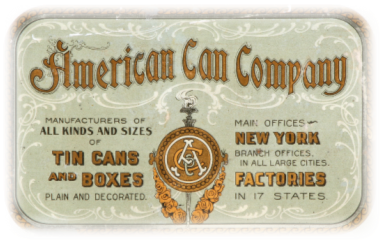 American Can Company
MANUFACTURERS OF
ALL KINDS AND SIZES
OF
TIN CANS
AND BOXES
PLAIN AND DECORATED.
ACCo
MAIN OFFICES
NEW YORK
BRANCH OFFICES,
IN ALL LARGE CITIES.
FACTORIES
IN 17 STATES